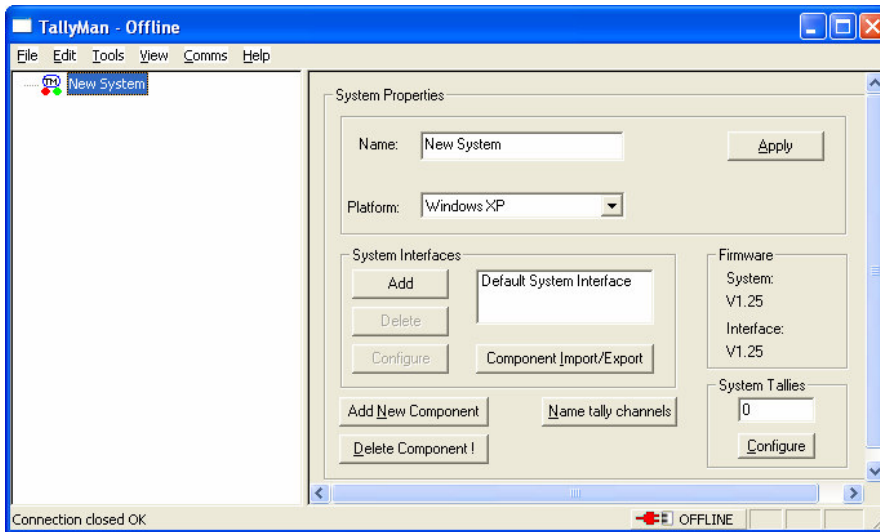 TallyMan - Offline
File Edit Tools View Comms Help
TM
New System
System Properties
Name: New System Apply
Platform: Windows XP
System Interfaces
Add
Default System Interface
Delete
Configure
Component Import/Export
Firmware
System:
V1.25
Interface:
V1.25
Add New Component
Name tally channels
Delete Component !
System Tallies
0
Configure
Connection closed OK
OFFLINE